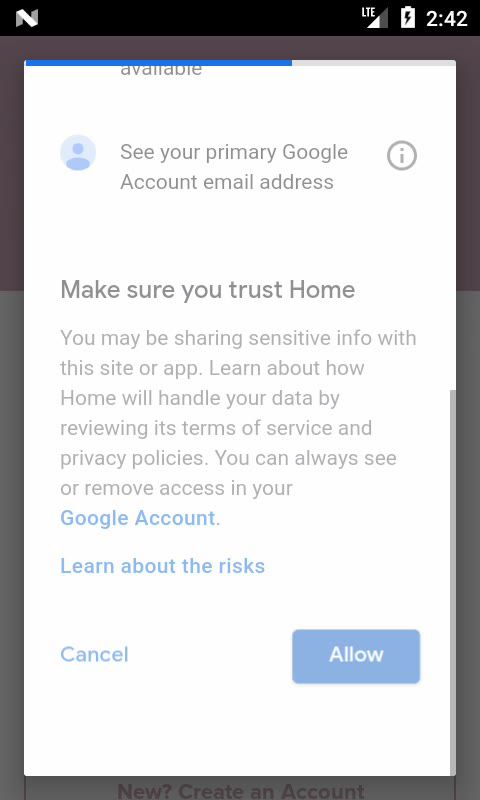 LTE 2:42
available
See your primary Google
Account email address
Make sure you trust Home
You may be sharing sensitive info with
this site or app. Learn about how
Home will handle your data by
reviewing its terms of service and
privacy policies. You can always see
or remove access in your
Google Account.
Learn about the risks
Cancel Allow
New? Create an Account